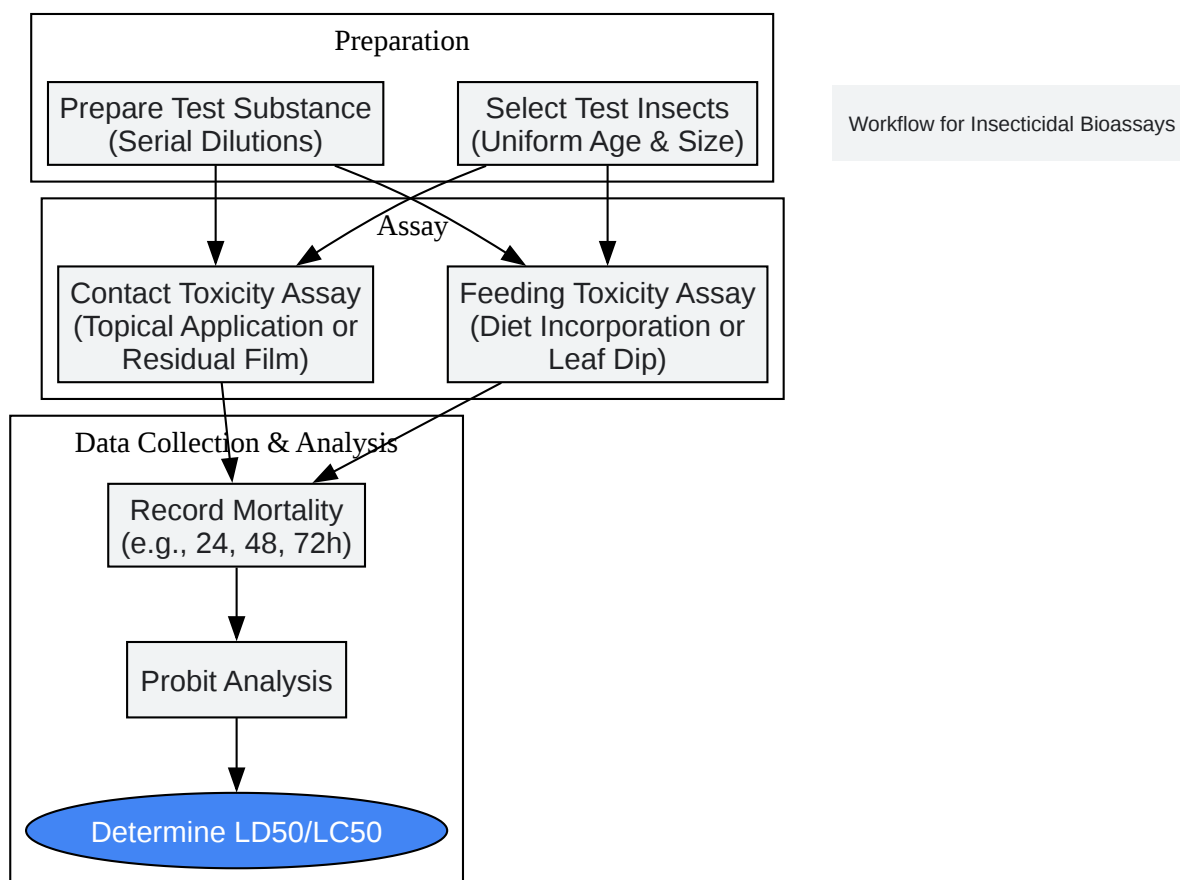 Preparation
Prepare Test Substance
(Serial Dilutions)
Select Test Insects
(Uniform Age & Size)
Workflow for Insecticidal Bioassays
Assay
Contact Toxicity Assay
(Topical Application or
Residual Film)
Feeding Toxicity Assay
(Diet Incorporation or
Leaf Dip)
Data Collection & Analysis
Record Mortality
(e.g., 24, 48, 72h)
Probit Analysis
Determine LD50/LC50